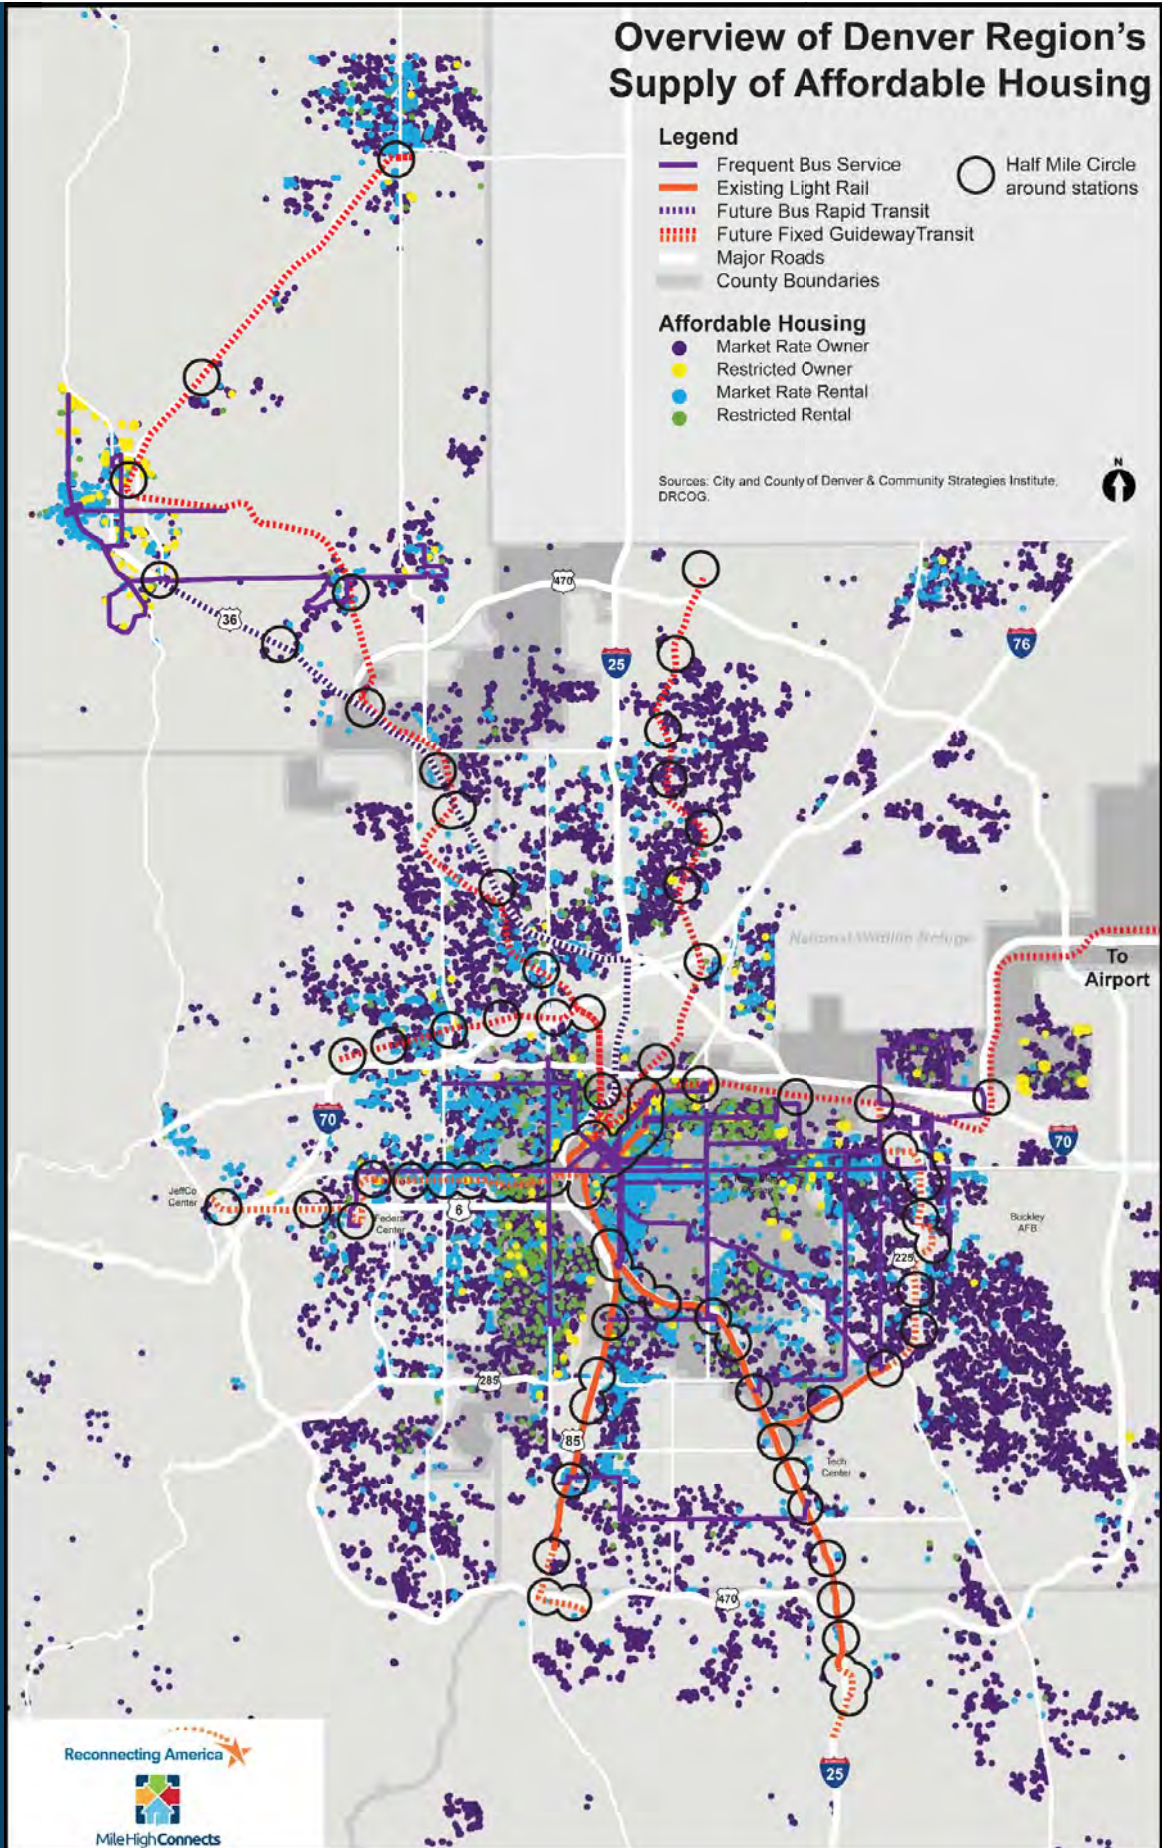 Overview of Denver Region's
Supply of Affordable Housing
Legend
Frequent Bus Service
Existing Light Rail
Future Bus Rapid Transit
Future Fixed GuidewayTransit
Major Roads
County Boundaries
Half Mile Circle
around stations
Affordable Housing
Market Rate Owner
Restricted Owner
Market Rate Rental
Restricted Rental
Sources: City and County of Denver & Community Strategies Institute,
DRCOG.
N
470
36
25
76
National Wildlife Refuge
To
Airport
70
70
JeffCo
Center
6
Federal
Center
Buckley
AFB
225
285
85
Tech
Center
470
25
Reconnecting America
MileHighConnects